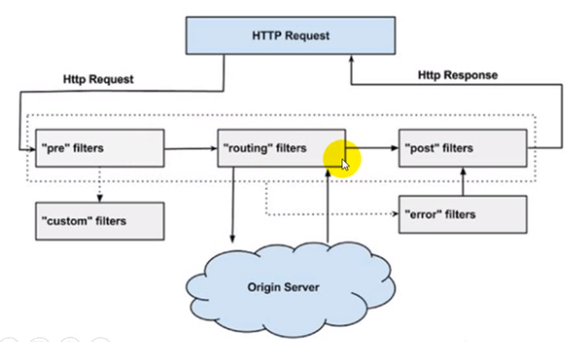 HTTP Request
Http Request
Http Response
"pre" filters
"routing" filters
"post" filters
"custom" filters
"error" filters
Origin Server